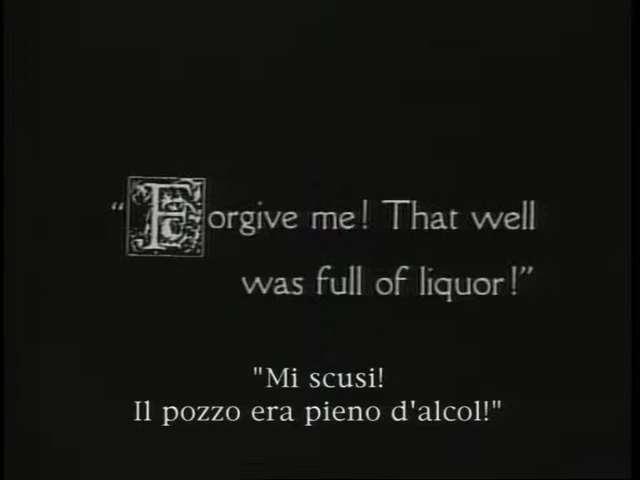 "Forgive me! That well
was full of liquor!"
"Mi scusi!
Il pozzo era pieno d'alcol!"